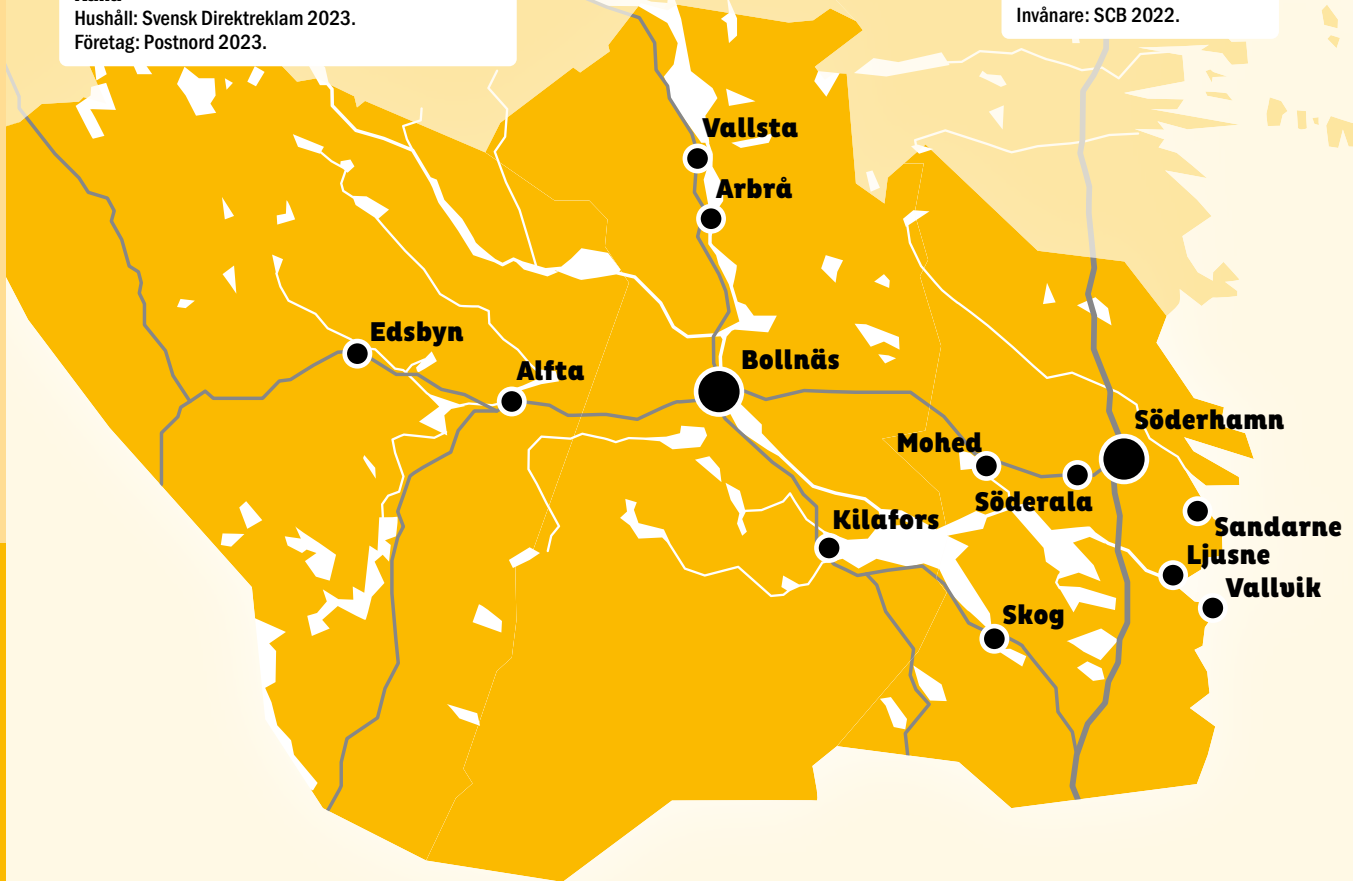 Hushåll: Svensk Direktreklam 2023.
Företag: Postnord 2023.
Invånare: SCB 2022.
Vallsta
Arbrå
Edsbyn
Alfta
Bollnäs
Söderhamn
Mohed
Söderala
Kilafors
Sandarne
Ljusne
Vallvik
Skog